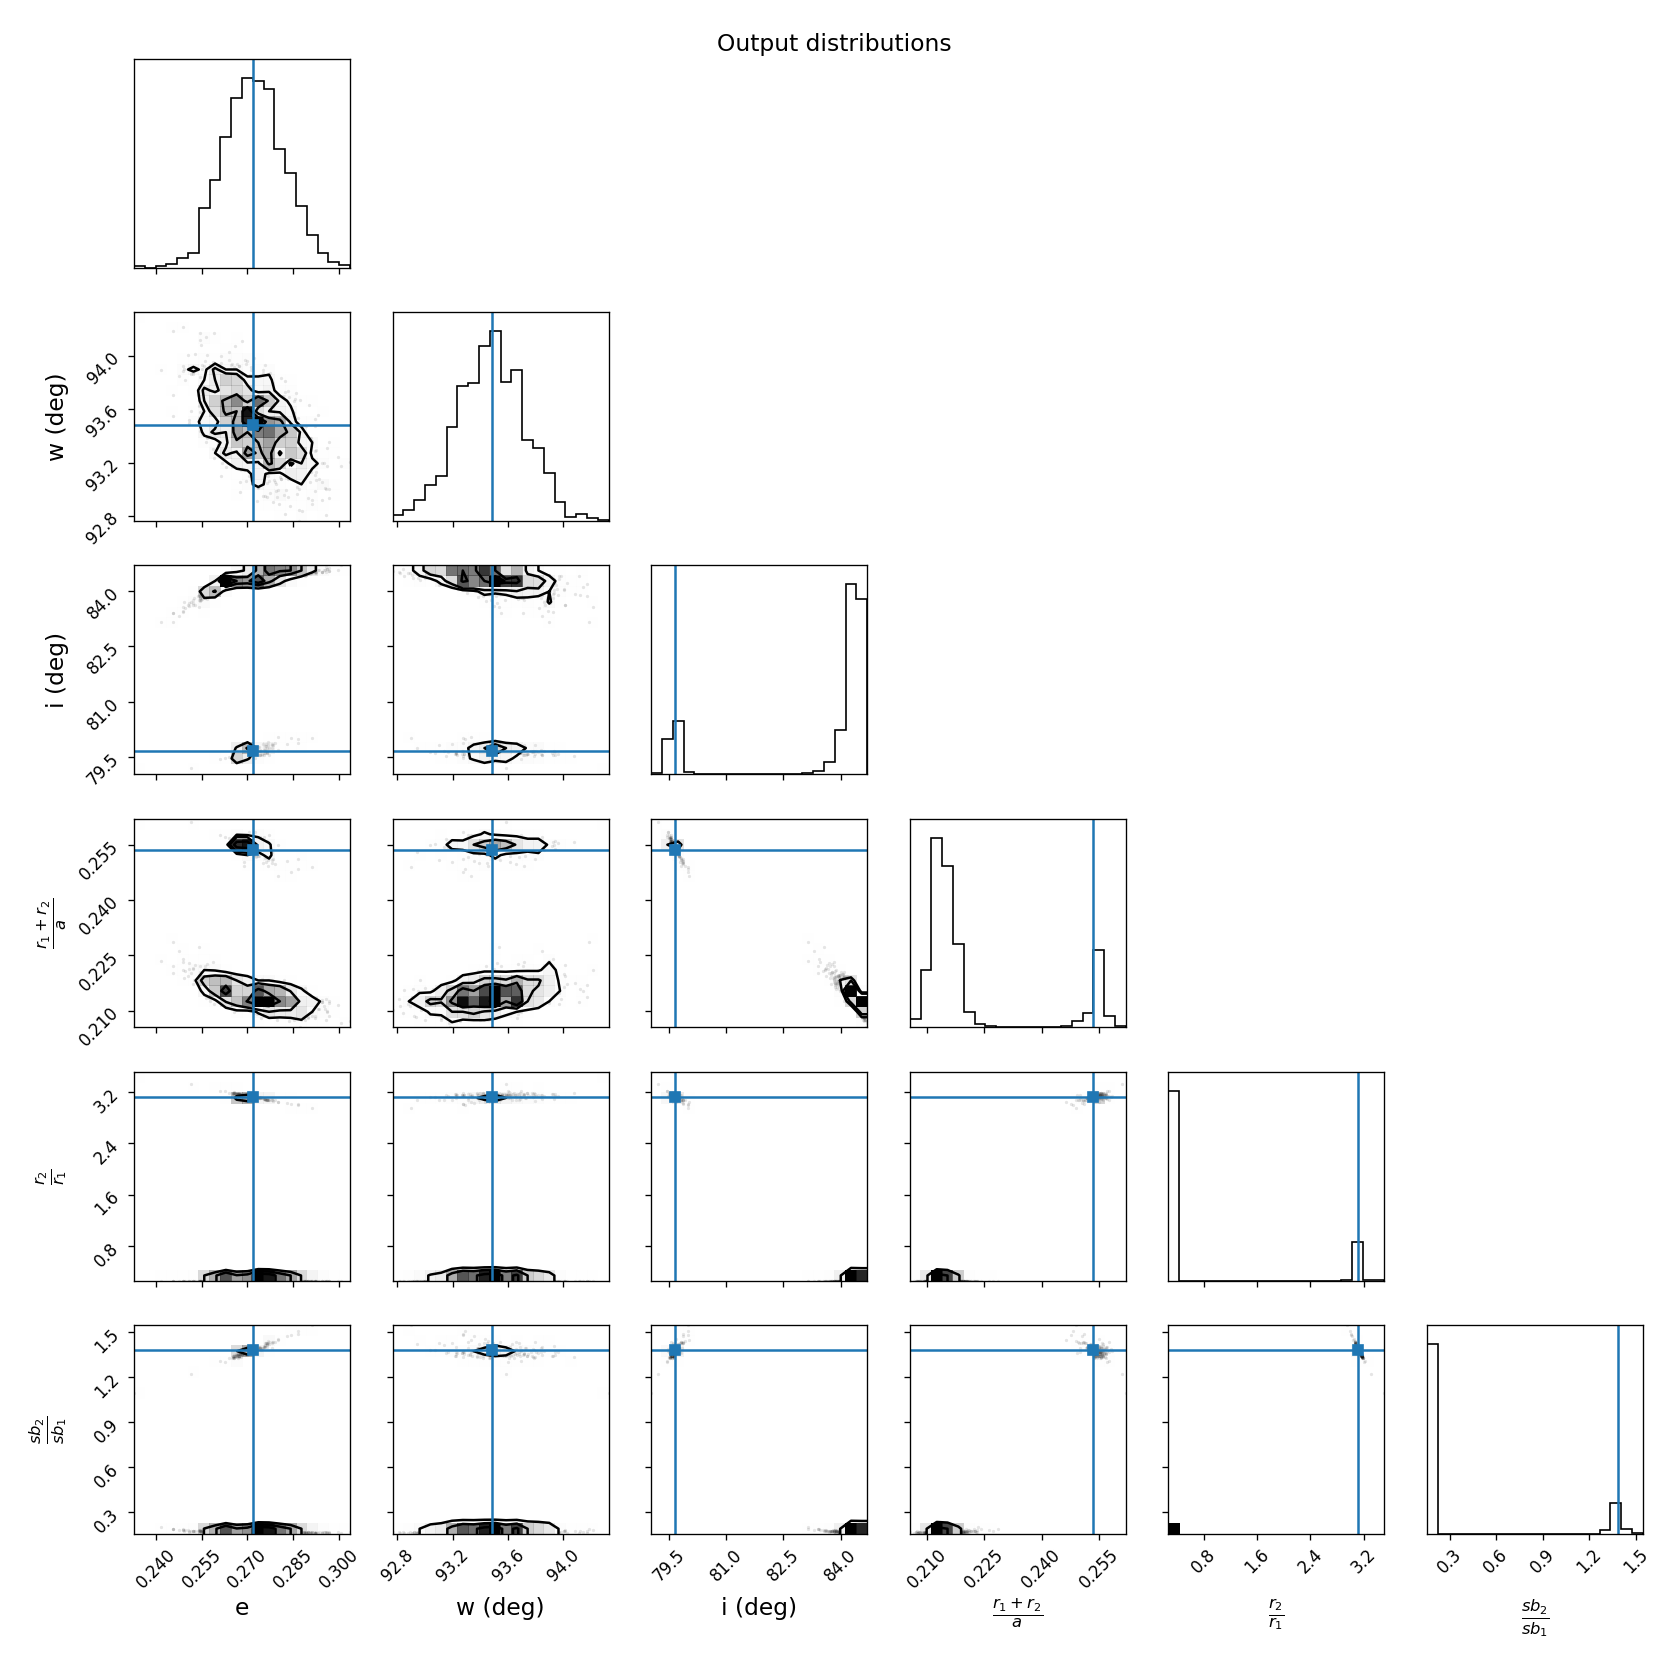 Output distributions
w (deg)
94.0
93.6
93.2
92.8
i (deg)
84.0
82.5
81.0
79.5
r1 + r2
a
0.255
0.240
0.225
0.210
r2
r1
3.2
2.4
1.6
0.8
sb2
sb1
1.5
1.2
0.9
0.6
0.3
0.240 0.255 0.270 0.285 0.300 92.8 93.2 93.6 94.0 79.5 81.0 82.5 84.0 0.210 0.225 0.240 0.255 0.8 1.6 2.4 3.2 0.3 0.6 0.9 1.2 1.5
e w (deg) i (deg) r1 + r2 r2 sb2
a r1 sb1